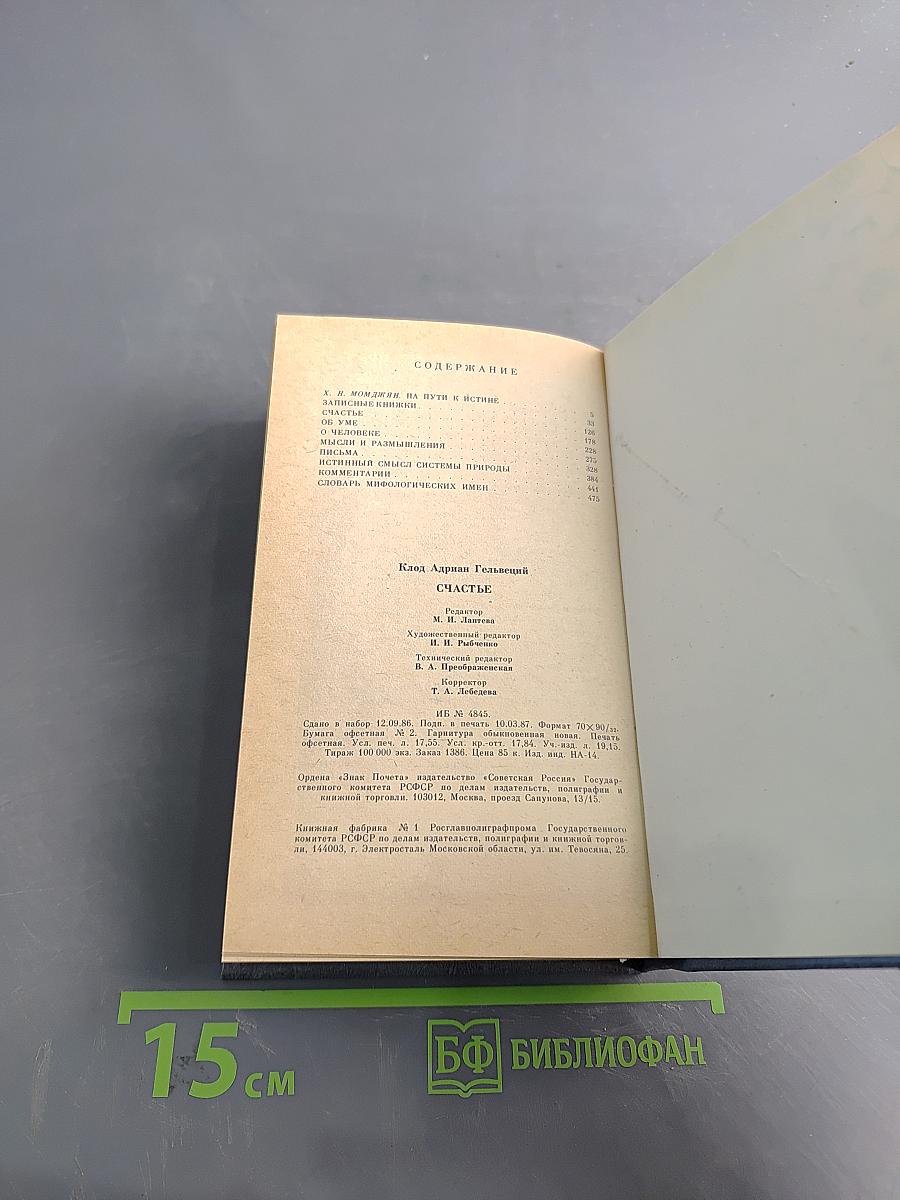 СОДЕРЖАНИЕ
Х. Н. МОМДЖЯН. НА ПУТИ К ИСТИНЕ . . . . . . . 5
ЗАПИСНЫЕ КНИЖКИ . . . . . . . 33
СЧАСТЬЕ . . . . . . . 126
ОБ УМЕ . . . . . . . 178
О ЧЕЛОВЕКЕ . . . . . . . 228
МЫСЛИ И РАЗМЫШЛЕНИЯ . . . . . . . 275
ПИСЬМА . . . . . . . 328
ИСТИННЫЙ СМЫСЛ СИСТЕМЫ ПРИРОДЫ . . . . . . . 384
КОММЕНТАРИИ . . . . . . . 441
СЛОВАРЬ МИФОЛОГИЧЕСКИХ ИМЕН . . . . . . . 475
Клод Адриан Гельвеций
СЧАСТЬЕ
Редактор
М. И. Лаптева
Художественный редактор
И. И. Рыбченко
Технический редактор
В. А. Преображенская
Корректор
Т. А. Лебедева
ИБ № 4845.
Сдано в набор 12.09.86. Подп. в печать 10.03.87. Формат 70×90/32.
Бумага офсетная №2. Гарнитура обыкновенная новая. Печать
офсетная. Усл. печ. л. 17,55. Усл. кр.-отт. 17,84. Уч.-изд. л. 19,15.
Тираж 100 000 экз. Заказ 1386. Цена 85 к. Изд. инд. НА-14.
Ордена «Знак Почета» издательство «Советская Россия» Государ-
ственного комитета РСФСР по делам издательств, полиграфии и
книжной торговли. 103012, Москва, проезд Сапунова, 13/15.
Книжная фабрика №1 Росглавполиграфпрома Государственного
комитета РСФСР по делам издательств, полиграфии и книжной торгов-
ли, 144003, г. Электросталь Московской области, ул. им. Тевосяна, 25.
15 см
БФ БИБЛИОФАН